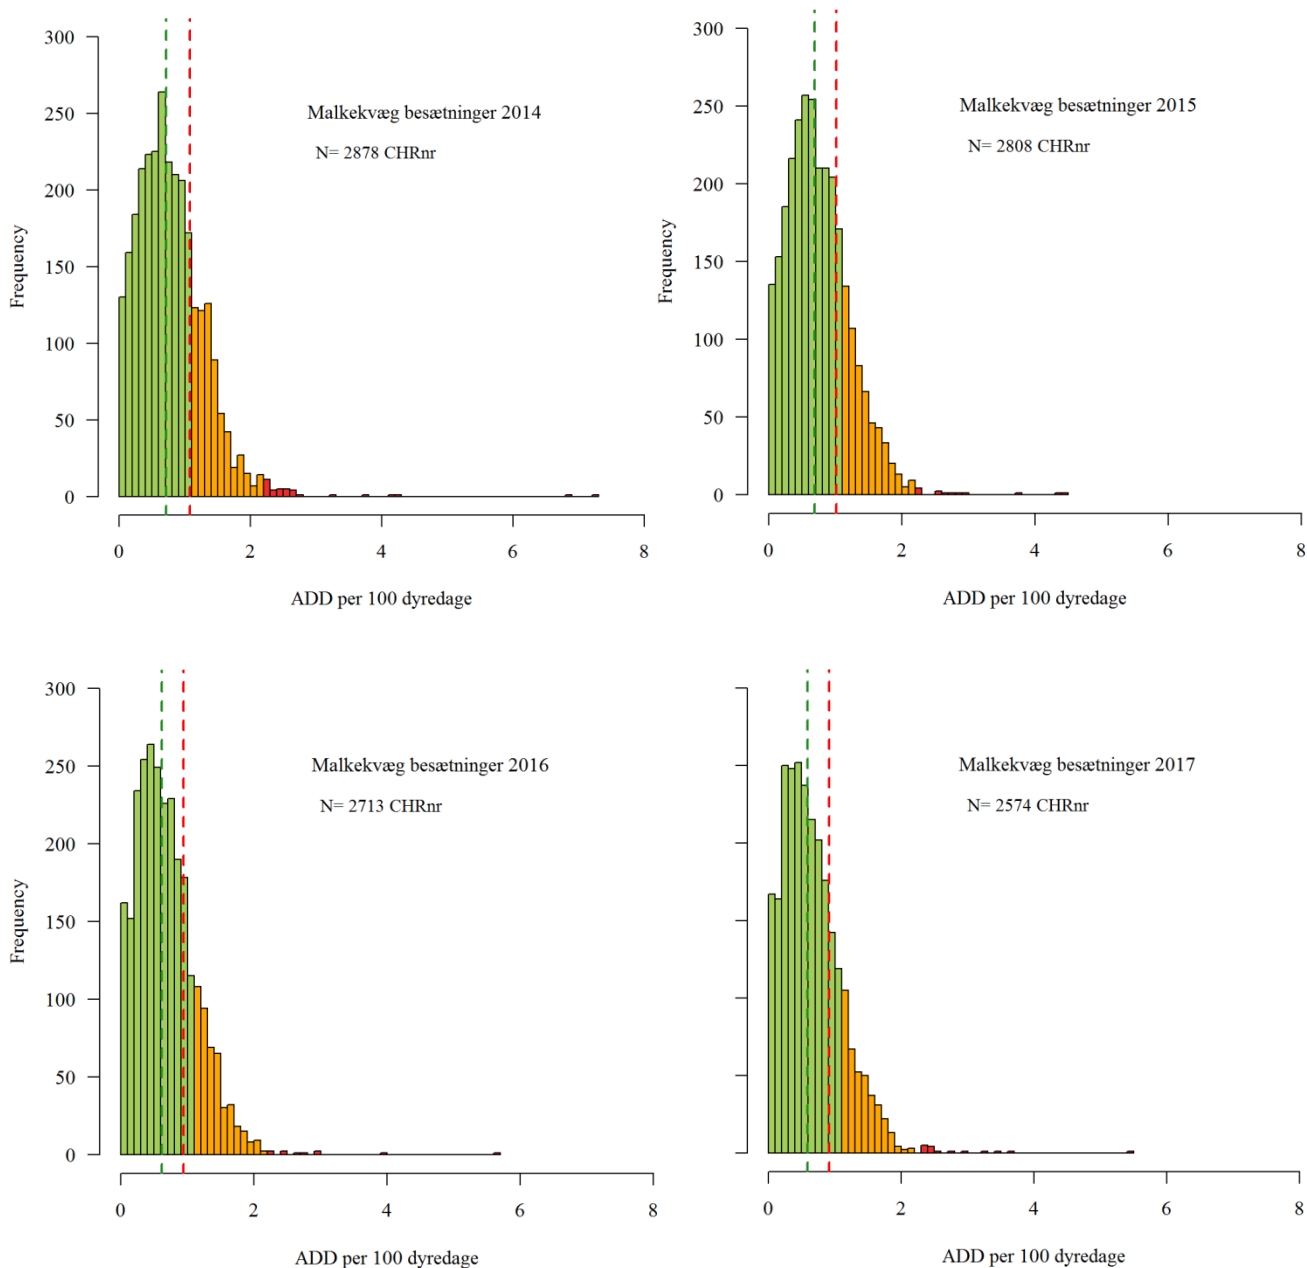 Malkekvæg besætninger 2014
N= 2878 CHRnr
Frequency
300
250
200
150
100
50
0
0 2 4 6 8
ADD per 100 dyredage
Malkekvæg besætninger 2015
N= 2808 CHRnr
Frequency
300
250
200
150
100
50
0
0 2 4 6 8
ADD per 100 dyredage
Malkekvæg besætninger 2016
N= 2713 CHRnr
Frequency
300
250
200
150
100
50
0
0 2 4 6 8
ADD per 100 dyredage
Malkekvæg besætninger 2017
N= 2574 CHRnr
0 2 4 6 8
ADD per 100 dyredage